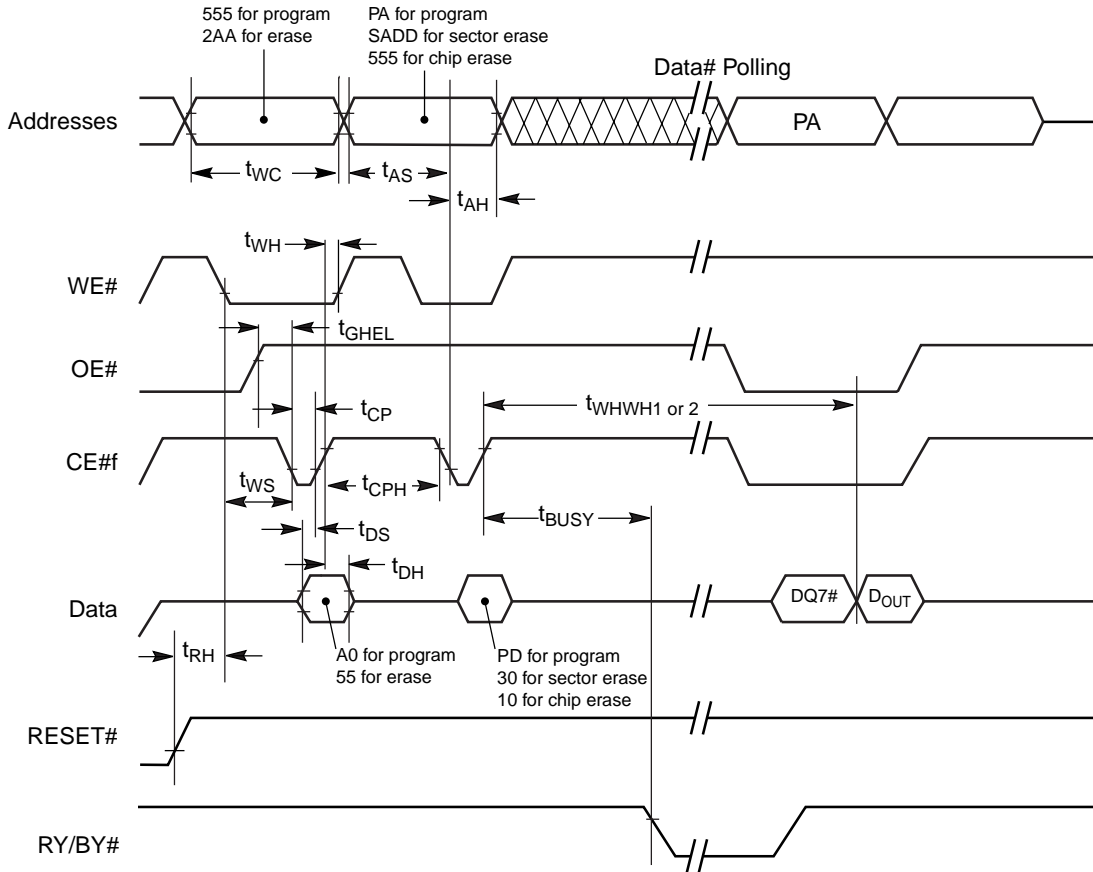 555 for program
2AA for erase
PA for program
SADD for sector erase
555 for chip erase
Data# Polling
Addresses
PA
tWC
tAS
tAH
tWH
WE#
tGHEL
OE#
tWHWH1 or 2
tCP
CE#f
tWS
tCPH
tBUSY
tDS
tDH
Data
DQ7#
DOUT
tRH
A0 for program
55 for erase
PD for program
30 for sector erase
10 for chip erase
RESET#
RY/BY#